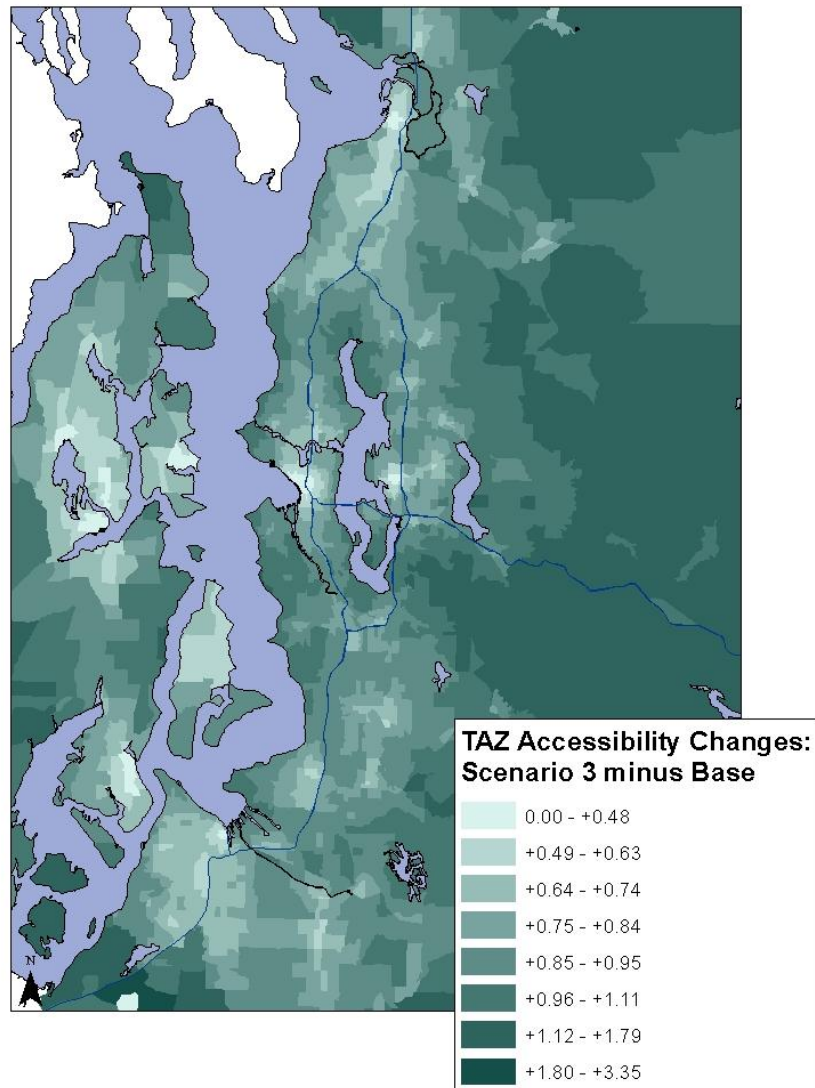 N
TAZ Accessibility Changes:
Scenario 3 minus Base
0.00 - +0.48
+0.49 - +0.63
+0.64 - +0.74
+0.75 - +0.84
+0.85 - +0.95
+0.96 - +1.11
+1.12 - +1.79
+1.80 - +3.35